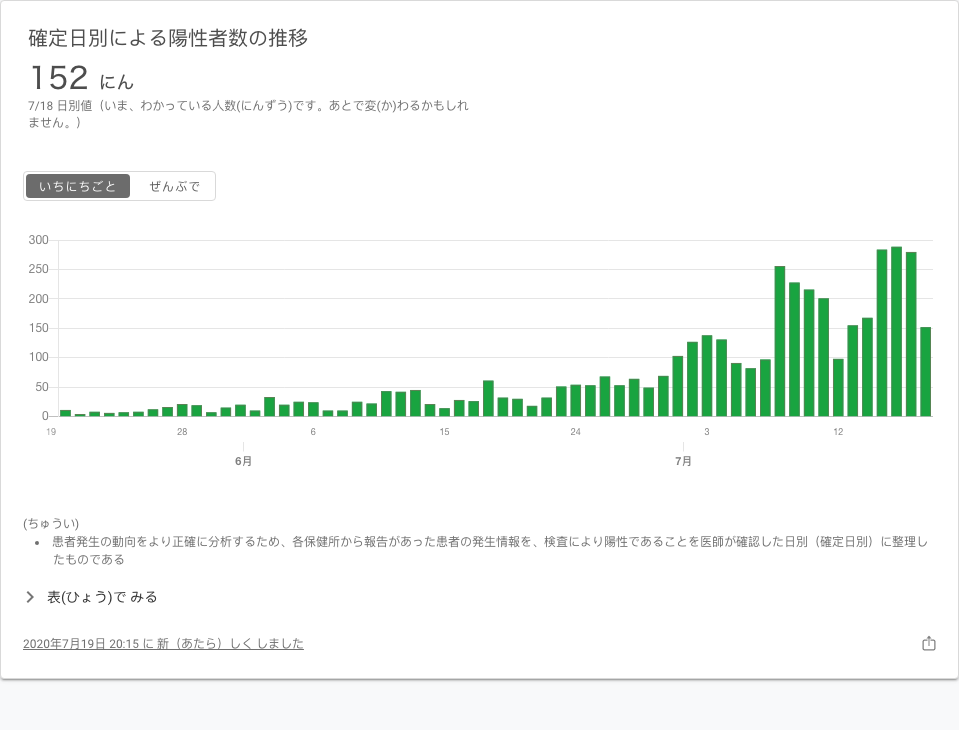 確定日別による陽性者数の推移
152 にん
7/18 日別値（いま、わかっている人数(にんずう)です。あとで変(か)わるかもしれ
ません。）
いちにちごと ぜんぶで
300
250
200
150
100
50
0
19 28 6 15 24 3 12
6月 7月
(ちゅうい)
• 患者発生の動向をより正確に分析するため、各保健所から報告があった患者の発生情報を、検査により陽性であることを医師が確認した日別（確定日別）に整理し
たものである
表(ひょう)で みる
2020年7月19日 20:15 に 新（あたら）しく しました